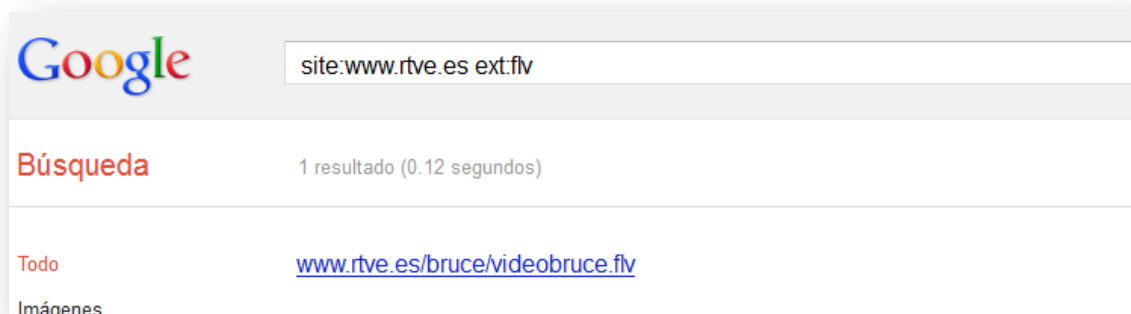 Google
site:www.rtve.es ext:flv
Búsqueda
1 resultado (0.12 segundos)
Todo
www.rtve.es/bruce/videobruce.flv
Imágenes